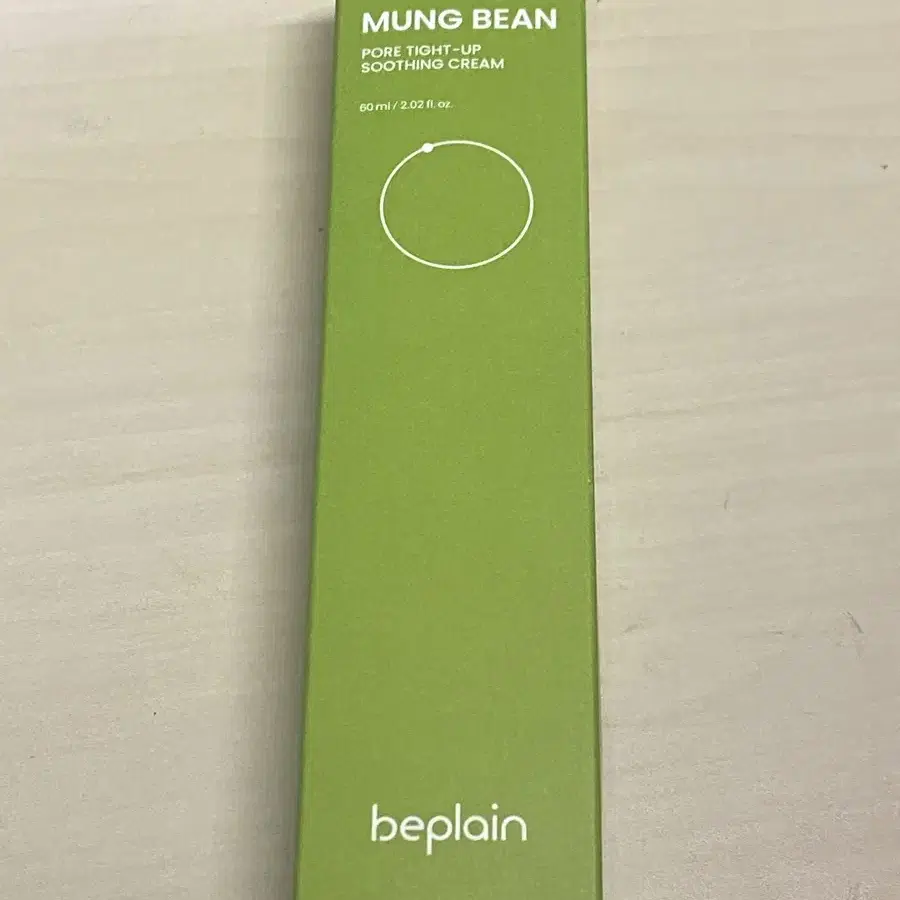 MUNG BEAN
PORE TIGHT-UP
SOOTHING CREAM
60 ml / 2.02 fl. oz.
beplain